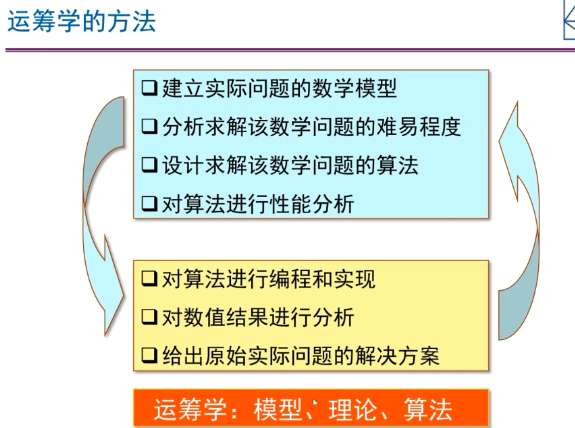 运筹学的方法
❑建立实际问题的数学模型
❑分析求解该数学问题的难易程度
❑设计求解该数学问题的算法
❑对算法进行性能分析
❑对算法进行编程和实现
❑对数值结果进行分析
❑给出原始实际问题的解决方案
运筹学：模型、理论、算法